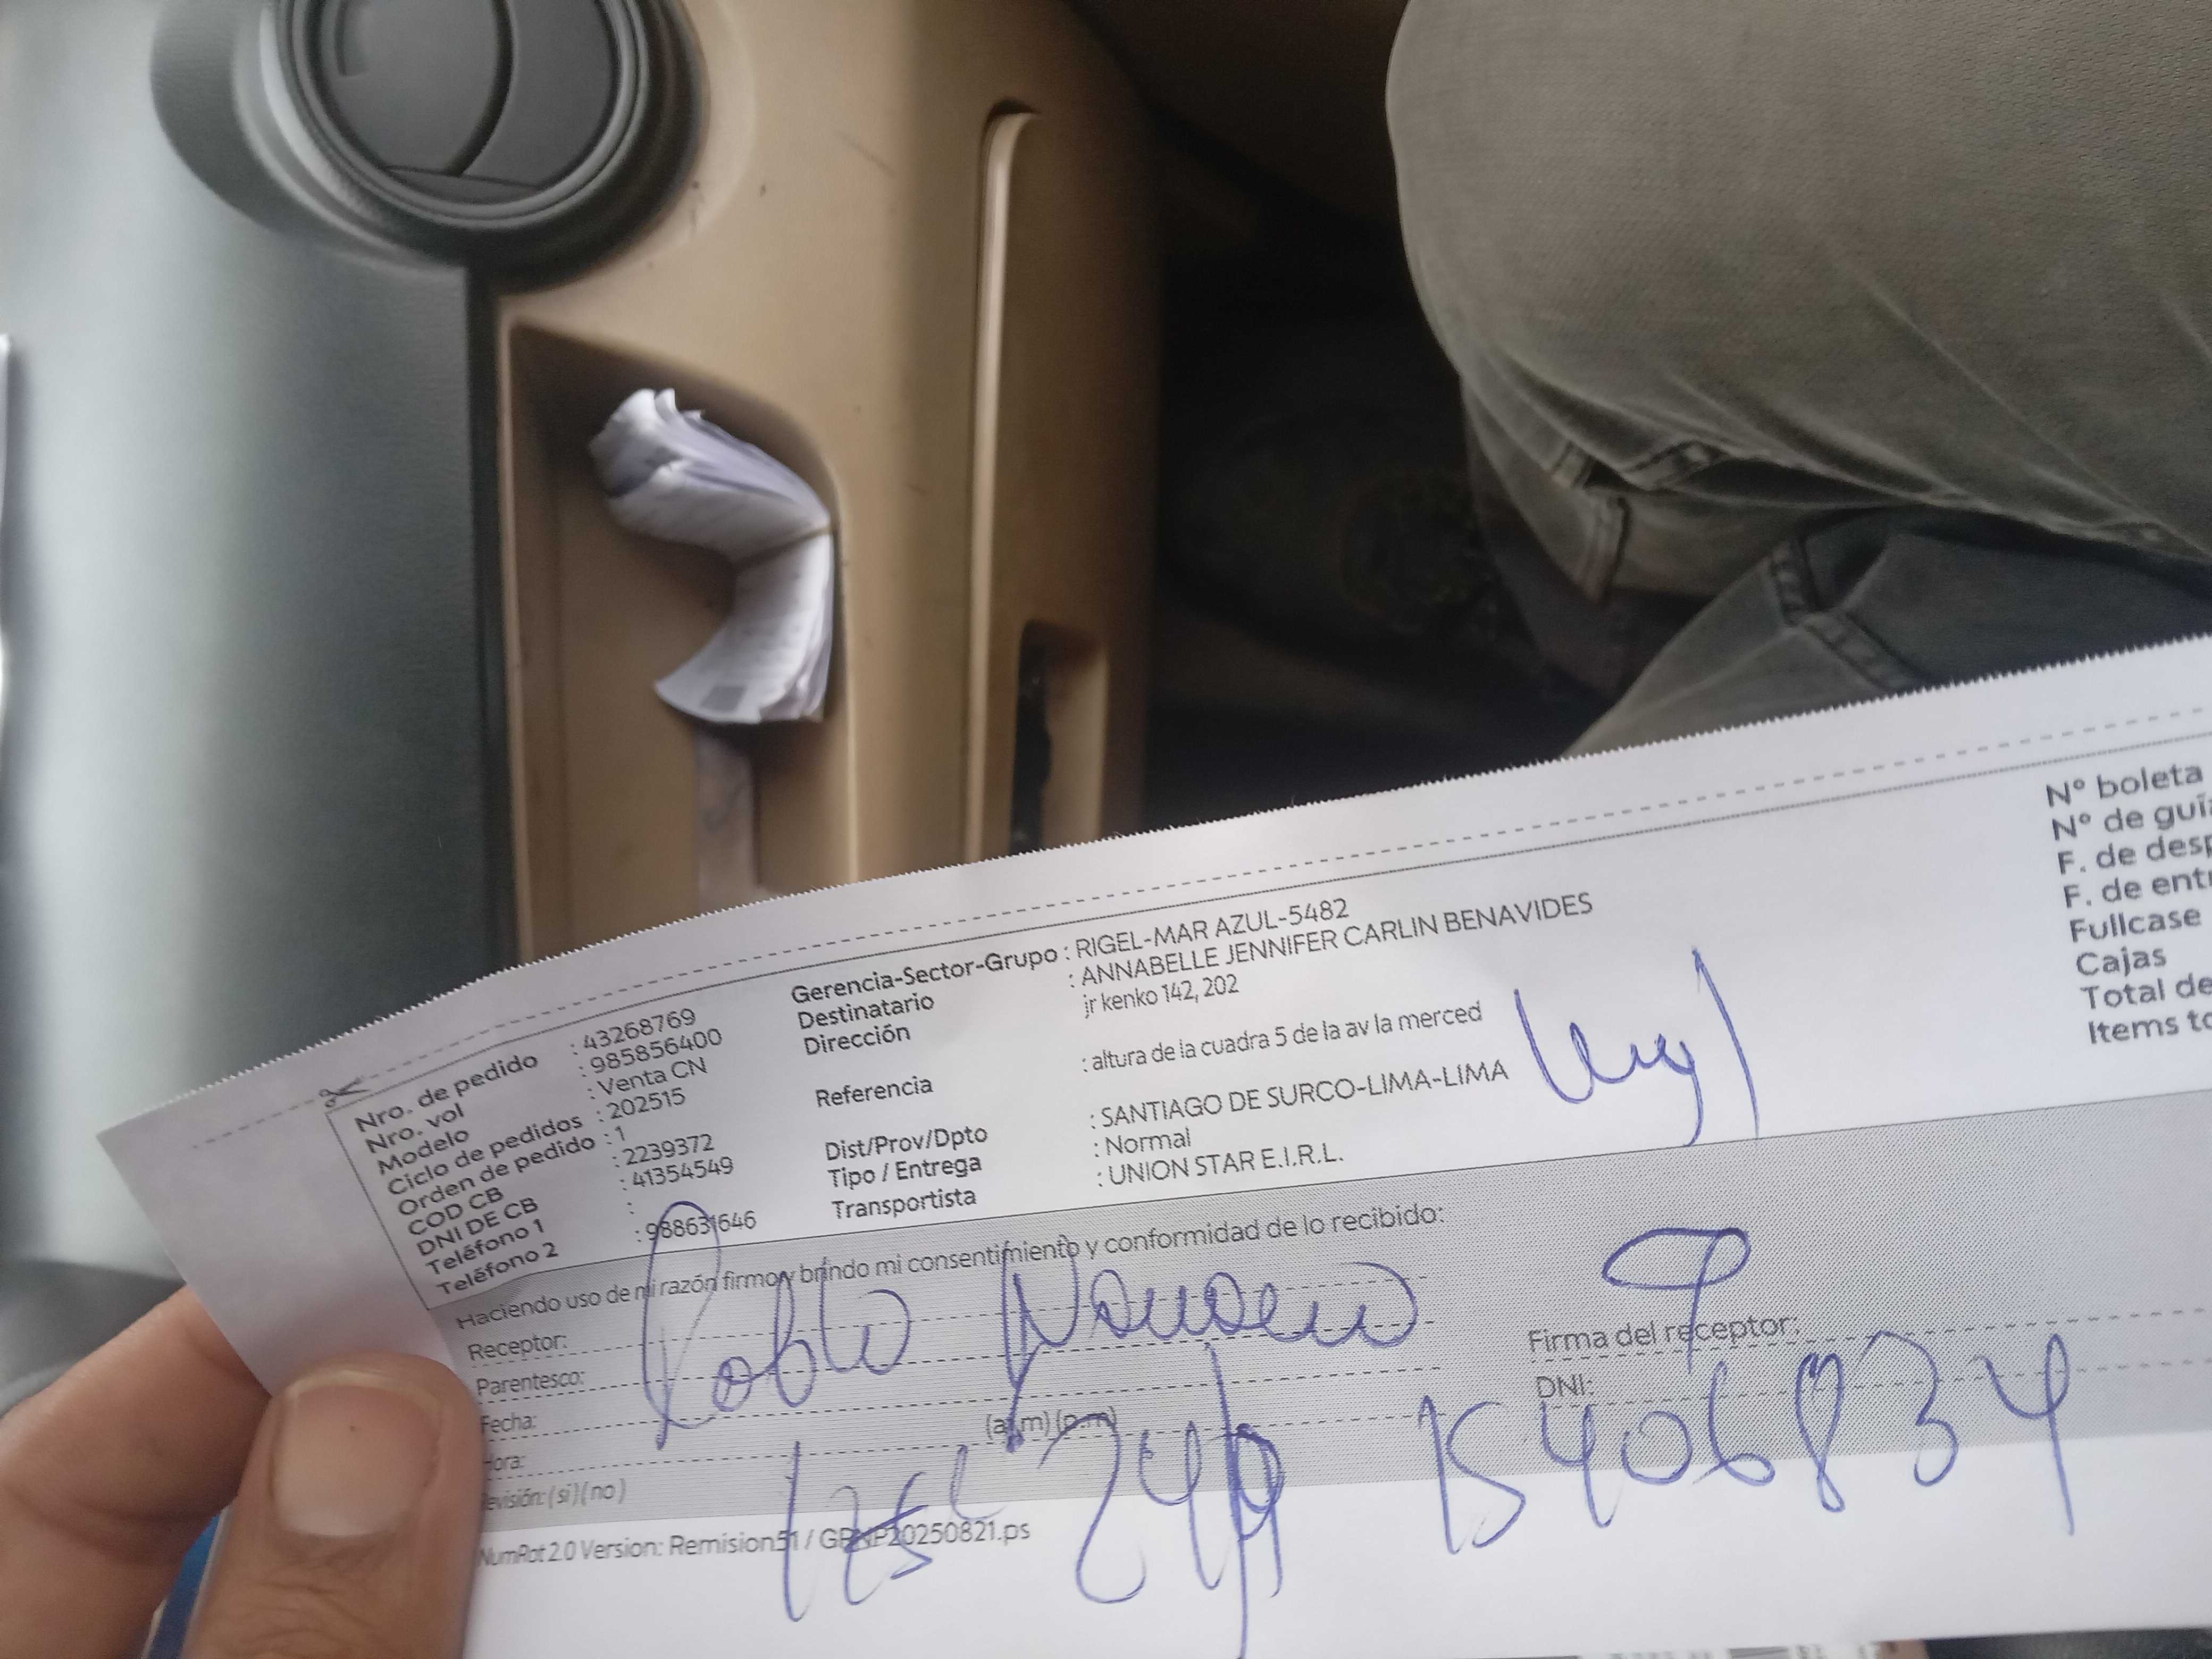 Nro. de pedido : 43268769
Nro. vol : 985856400
Modelo : Venta CN
Ciclo de pedidos : 202515
Orden de pedido : 1
COD CB : 2239372
DNI DE CB : 41354549
Teléfono 1 :
Teléfono 2 : 988631646
Gerencia-Sector-Grupo : RIGEL-MAR AZUL-5482
Destinatario : ANNABELLE JENNIFER CARLIN BENAVIDES
Dirección jr kenko 142, 202
Referencia : altura de la cuadra 5 de la av la merced
Dist/Prov/Dpto : SANTIAGO DE SURCO-LIMA-LIMA
Tipo / Entrega : Normal
Transportista : UNION STAR E.I.R.L.
Nº boleta
Nº de guía
F. de desp
F. de entr
Fullcase
Cajas
Total de
Items to
Haciendo uso de mi razón firmo y brindo mi consentimiento y conformidad de lo recibido:
Receptor: Pablo
Parentesco:
Fecha:
Hora: (a.m) (p.m)
Revisión: (si) (no)
Firma del receptor:
DNI: 15406834
NumRot 2.0 Version: Remision51 / GBNP20250821.ps